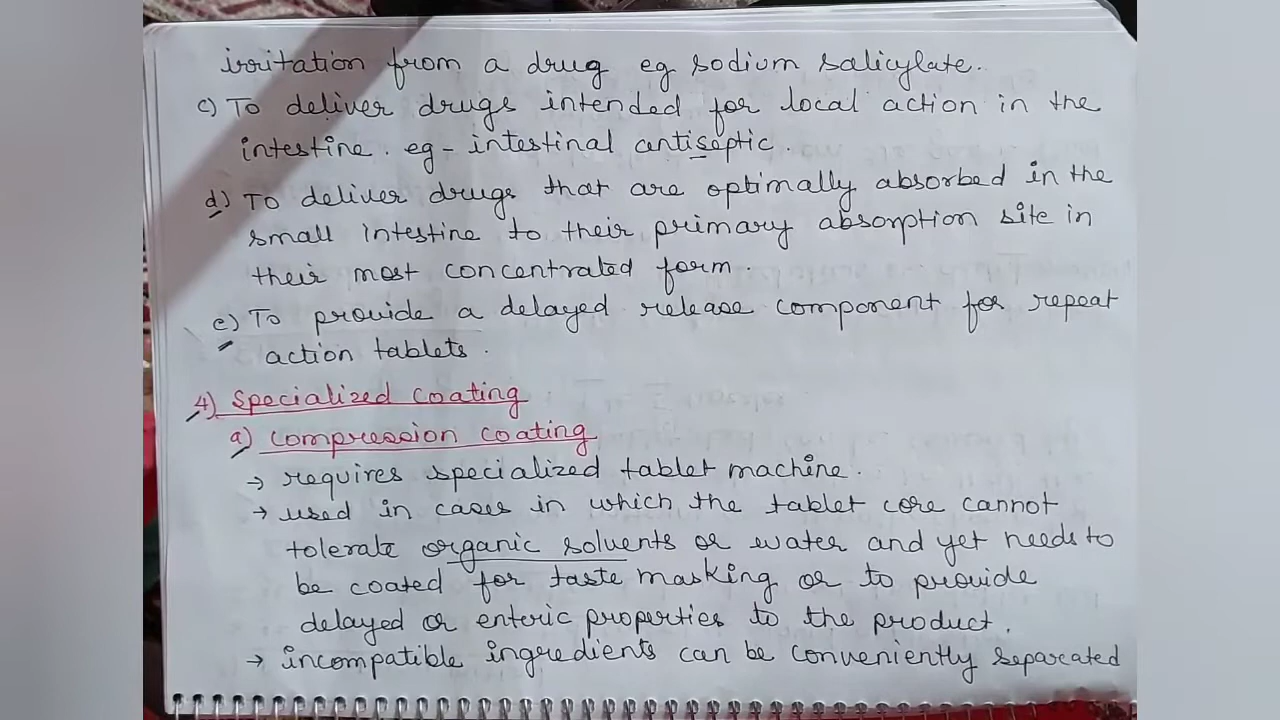 irritation from a drug eg sodium salicylate.
c) To deliver drugs intended for local action in the
intestine. eg - intestinal antiseptic.
d) To deliver drugs that are optimally absorbed in the
small intestine to their primary absorption site in
their most concentrated form.
e) To provide a delayed release component for repeat
action tablets.
4) Specialized coating
a) compression coating
→ requires specialized tablet machine.
→ used in cases in which the tablet core cannot
tolerate organic solvents or water and yet needs to
be coated for taste masking or to provide
delayed or enteric properties to the product.
→ incompatible ingredients can be conveniently separated